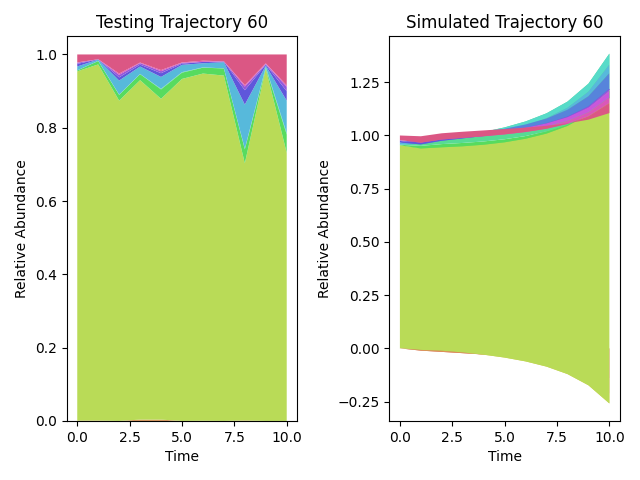 Testing Trajectory 60
Relative Abundance
1.0
0.8
0.6
0.4
0.2
0.0
0.0 2.5 5.0 7.5 10.0
Time
Simulated Trajectory 60
Relative Abundance
1.25
1.00
0.75
0.50
0.25
0.00
−0.25
0.0 2.5 5.0 7.5 10.0
Time